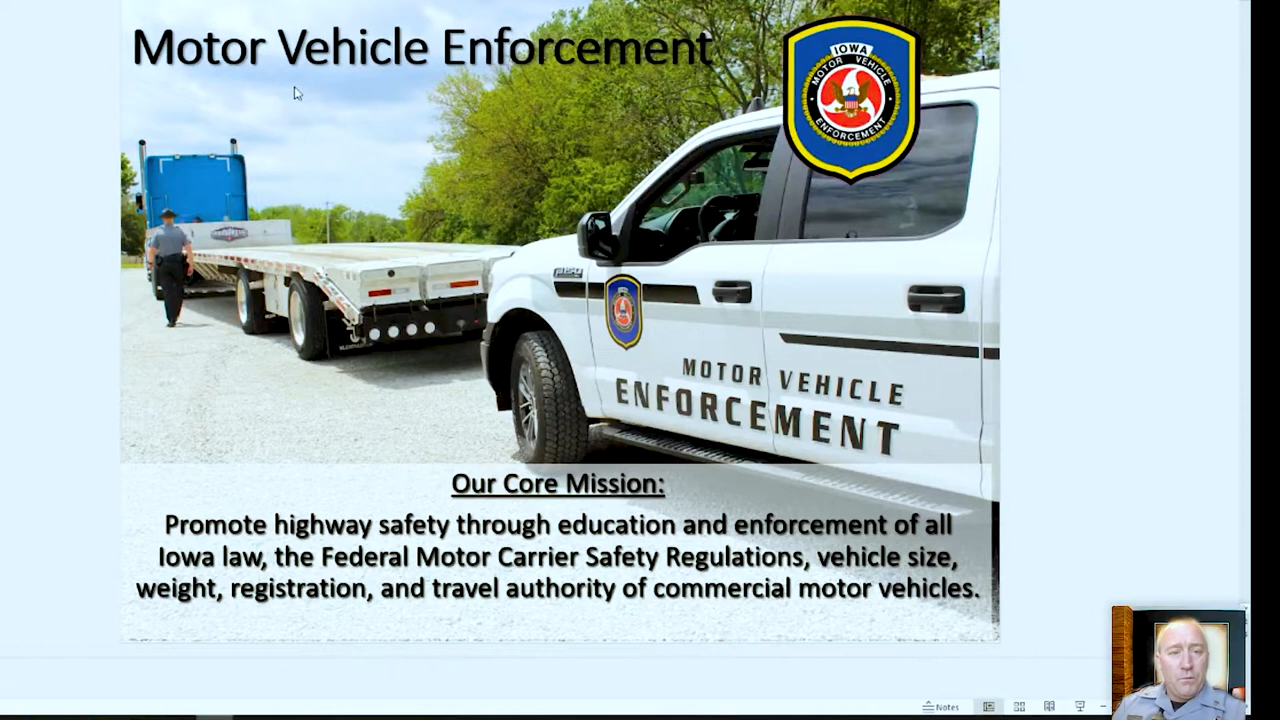 Motor Vehicle Enforcement
IOWA
MOTOR VEHICLE
ENFORCEMENT
F-150
MOTOR VEHICLE
ENFORCEMENT
Our Core Mission:
Promote highway safety through education and enforcement of all
Iowa law, the Federal Motor Carrier Safety Regulations, vehicle size,
weight, registration, and travel authority of commercial motor vehicles.
Notes